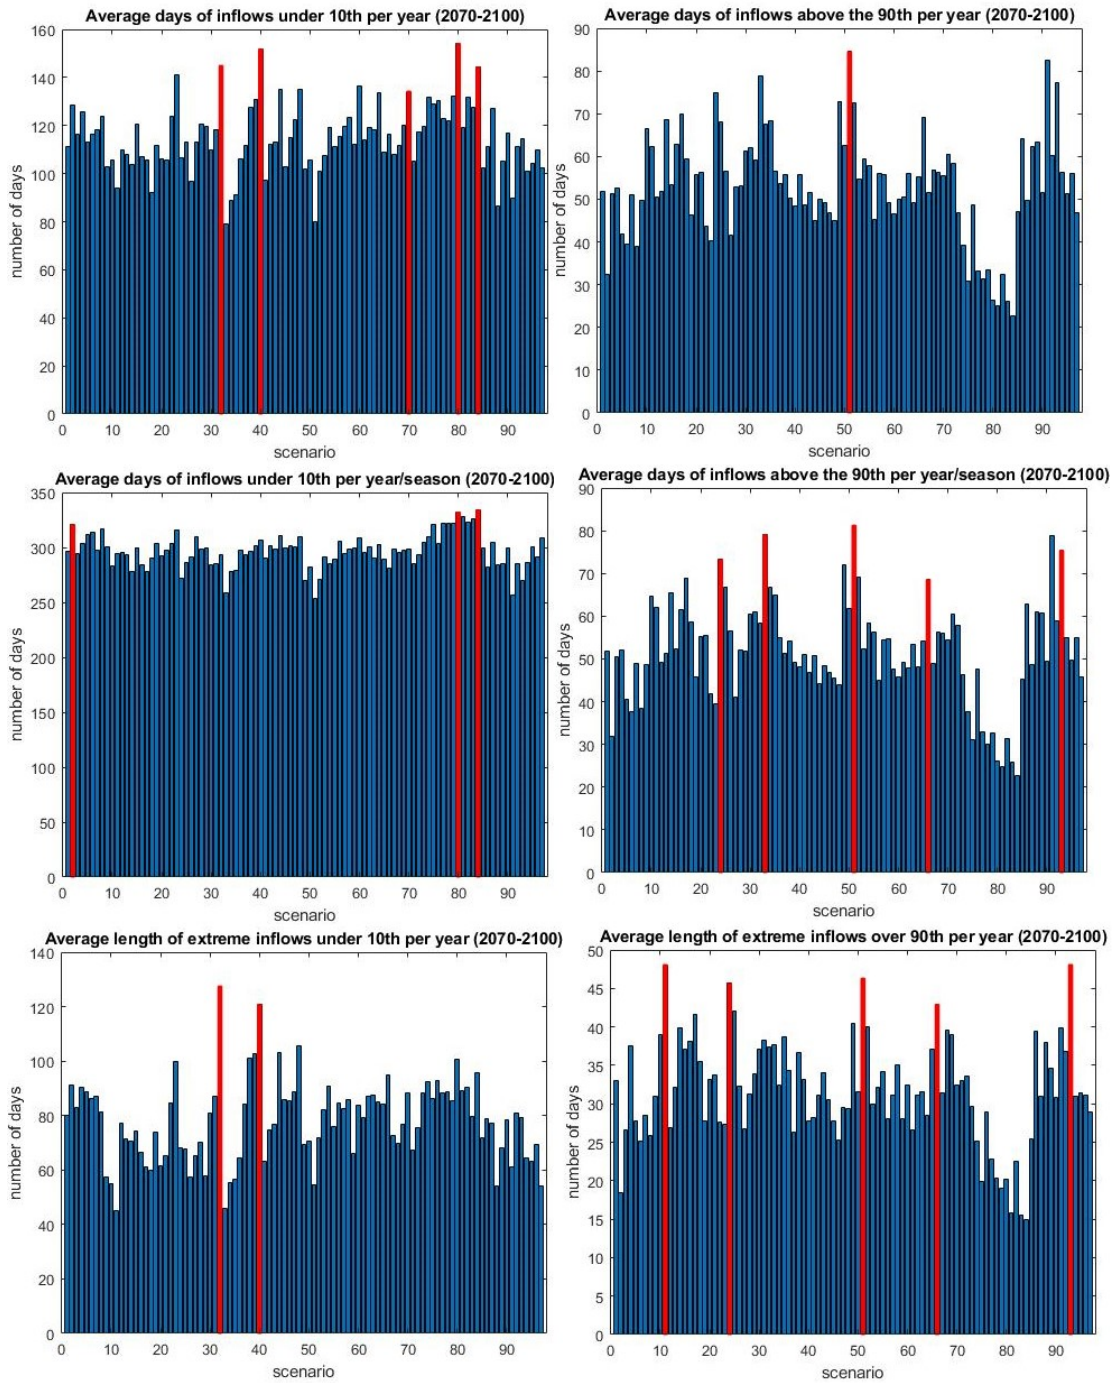 Average days of inflows under 10th per year (2070-2100)
160
140
120
100
80
60
40
20
0
number of days
0 10 20 30 40 50 60 70 80 90
scenario
Average days of inflows above the 90th per year (2070-2100)
90
80
70
60
50
40
30
20
10
0
number of days
0 10 20 30 40 50 60 70 80 90
scenario
Average days of inflows under 10th per year/season (2070-2100)
350
300
250
200
150
100
50
0
number of days
0 10 20 30 40 50 60 70 80 90
scenario
Average days of inflows above the 90th per year/season (2070-2100)
90
80
70
60
50
40
30
20
10
0
number of days
0 10 20 30 40 50 60 70 80 90
scenario
Average length of extreme inflows under 10th per year (2070-2100)
140
120
100
80
60
40
20
0
number of days
0 10 20 30 40 50 60 70 80 90
scenario
Average length of extreme inflows over 90th per year (2070-2100)
50
45
40
35
30
25
20
15
10
5
0
number of days
0 10 20 30 40 50 60 70 80 90
scenario